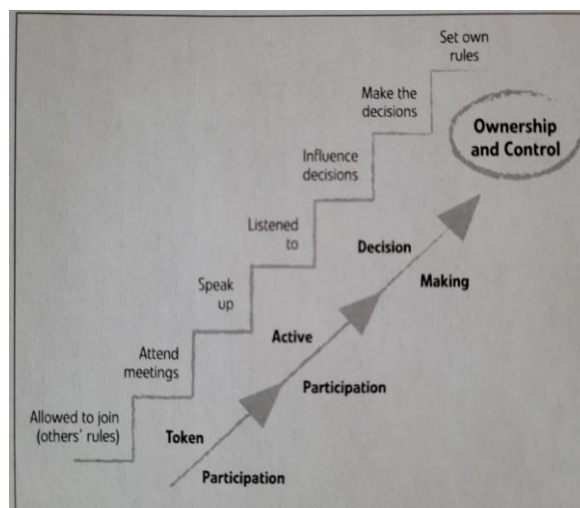 Set own
rules
Make the
decisions
Ownership
and Control
Influence
decisions
Listened
to
Decision
Making
Speak
up
Active
Participation
Attend
meetings
Allowed to join
(others' rules)
Token
Participation